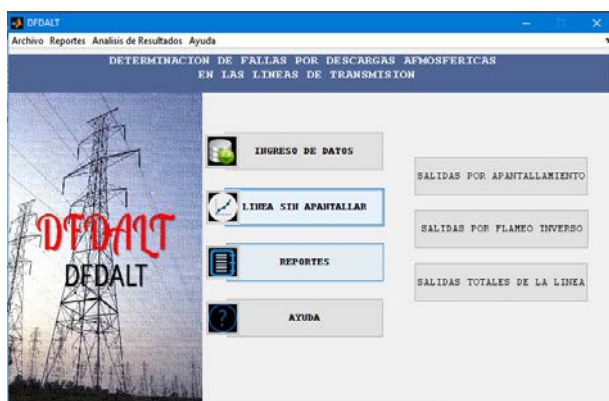 DFDALT
Archivo Reportes Analisis de Resultados Ayuda
DETERMINACION DE FALLAS POR DESCARGAS AFMOSFERICAS
EN LAS LINEAS DE TRANSMISION
INGRESO DE DATOS
LINEA SIN APANTALLAR
REPORTES
AYUDA
SALIDAS POR APANTALLAMIENTO
SALIDAS POR FLAMEO INVERSO
SALIDAS TOTALES DE LA LINEA
DFDALT
DFDALT